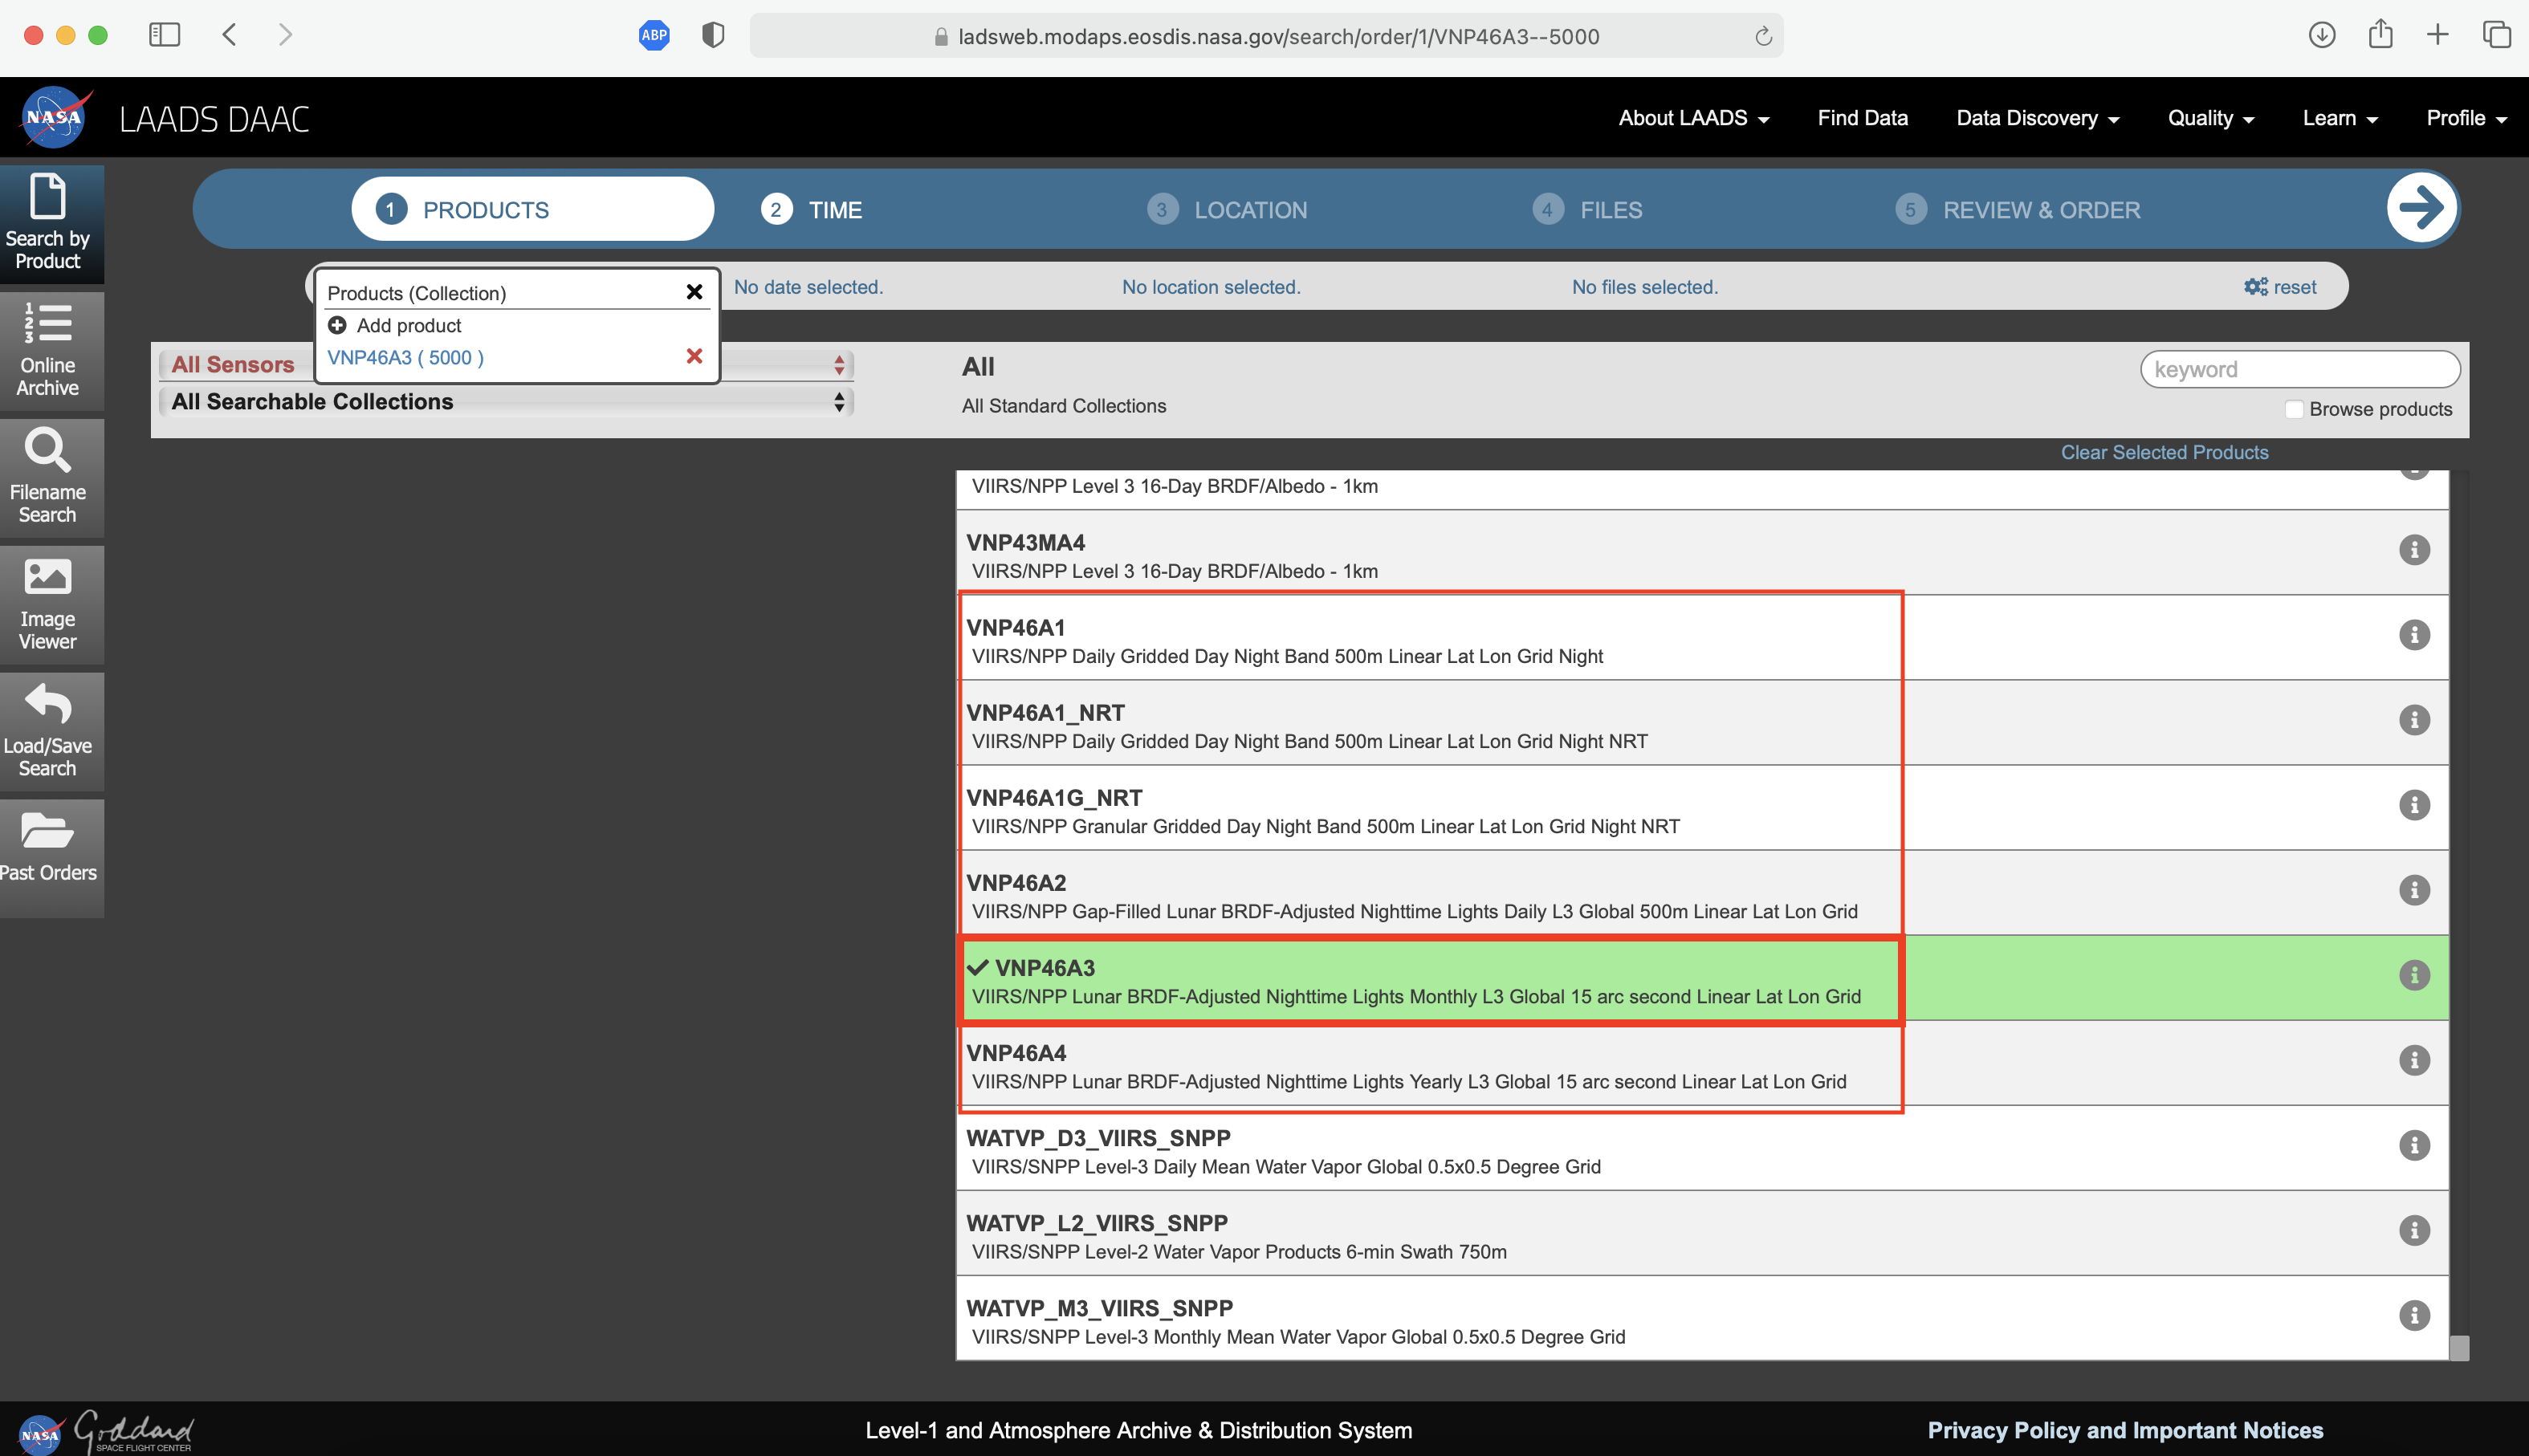 ABP
ladsweb.modaps.eosdis.nasa.gov/search/order/1/VNP46A3--5000
NASA
LAADS DAAC
About LAADS
Find Data
Data Discovery
Quality
Learn
Profile
Search by
Product
1 PRODUCTS
2 TIME
3 LOCATION
4 FILES
5 REVIEW & ORDER
Products (Collection)
Add product
VNP46A3 ( 5000 )
No date selected.
No location selected.
No files selected.
reset
1
2
3
Online
Archive
All Sensors
All Searchable Collections
All
All Standard Collections
keyword
Browse products
Clear Selected Products
Filename
Search
Image
Viewer
Load/Save
Search
Past Orders
VIIRS/NPP Level 3 16-Day BRDF/Albedo - 1km
VNP43MA4
VIIRS/NPP Level 3 16-Day BRDF/Albedo - 1km
VNP46A1
VIIRS/NPP Daily Gridded Day Night Band 500m Linear Lat Lon Grid Night
VNP46A1_NRT
VIIRS/NPP Daily Gridded Day Night Band 500m Linear Lat Lon Grid Night NRT
VNP46A1G_NRT
VIIRS/NPP Granular Gridded Day Night Band 500m Linear Lat Lon Grid Night NRT
VNP46A2
VIIRS/NPP Gap-Filled Lunar BRDF-Adjusted Nighttime Lights Daily L3 Global 500m Linear Lat Lon Grid
VNP46A3
VIIRS/NPP Lunar BRDF-Adjusted Nighttime Lights Monthly L3 Global 15 arc second Linear Lat Lon Grid
VNP46A4
VIIRS/NPP Lunar BRDF-Adjusted Nighttime Lights Yearly L3 Global 15 arc second Linear Lat Lon Grid
WATVP_D3_VIIRS_SNPP
VIIRS/SNPP Level-3 Daily Mean Water Vapor Global 0.5x0.5 Degree Grid
WATVP_L2_VIIRS_SNPP
VIIRS/SNPP Level-2 Water Vapor Products 6-min Swath 750m
WATVP_M3_VIIRS_SNPP
VIIRS/SNPP Level-3 Monthly Mean Water Vapor Global 0.5x0.5 Degree Grid
NASA
Goddard
SPACE FLIGHT CENTER
Level-1 and Atmosphere Archive & Distribution System
Privacy Policy and Important Notices